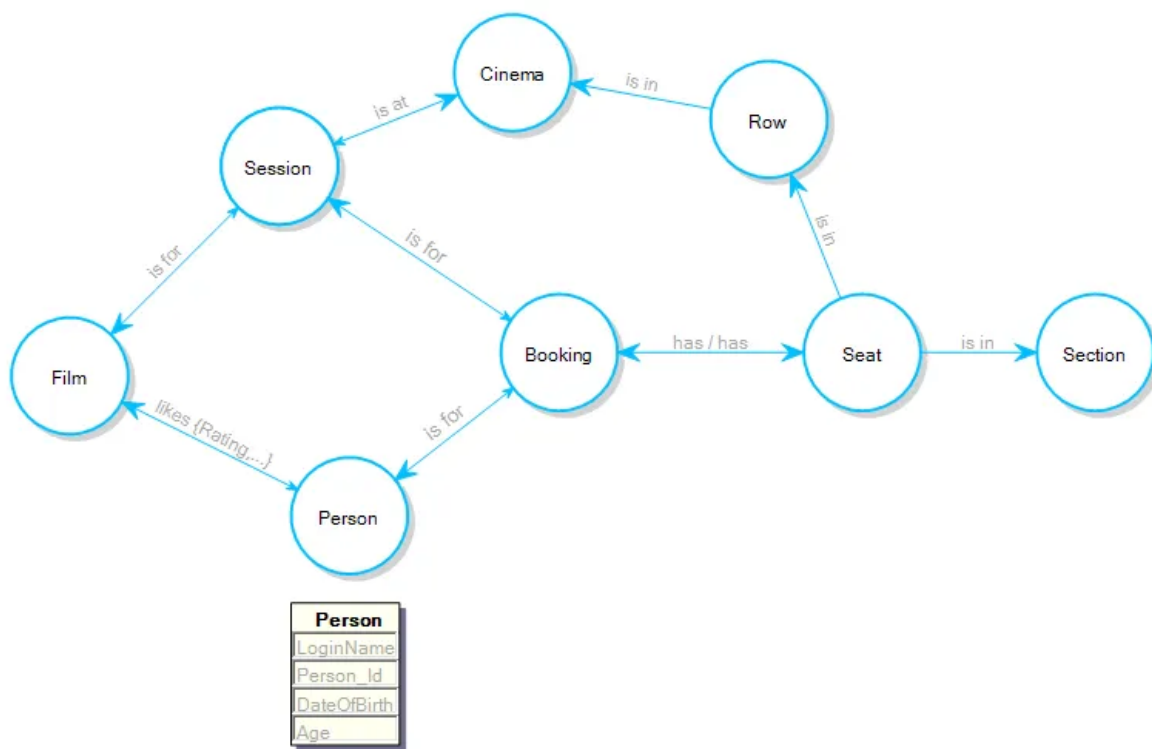 Cinema
is in
Row
is at
Session
is in
is for
is for
Film
Booking
has / has
Seat
is in
Section
likes {Rating,...}
is for
Person
Person
LoginName
Person_Id
DateOfBirth
Age